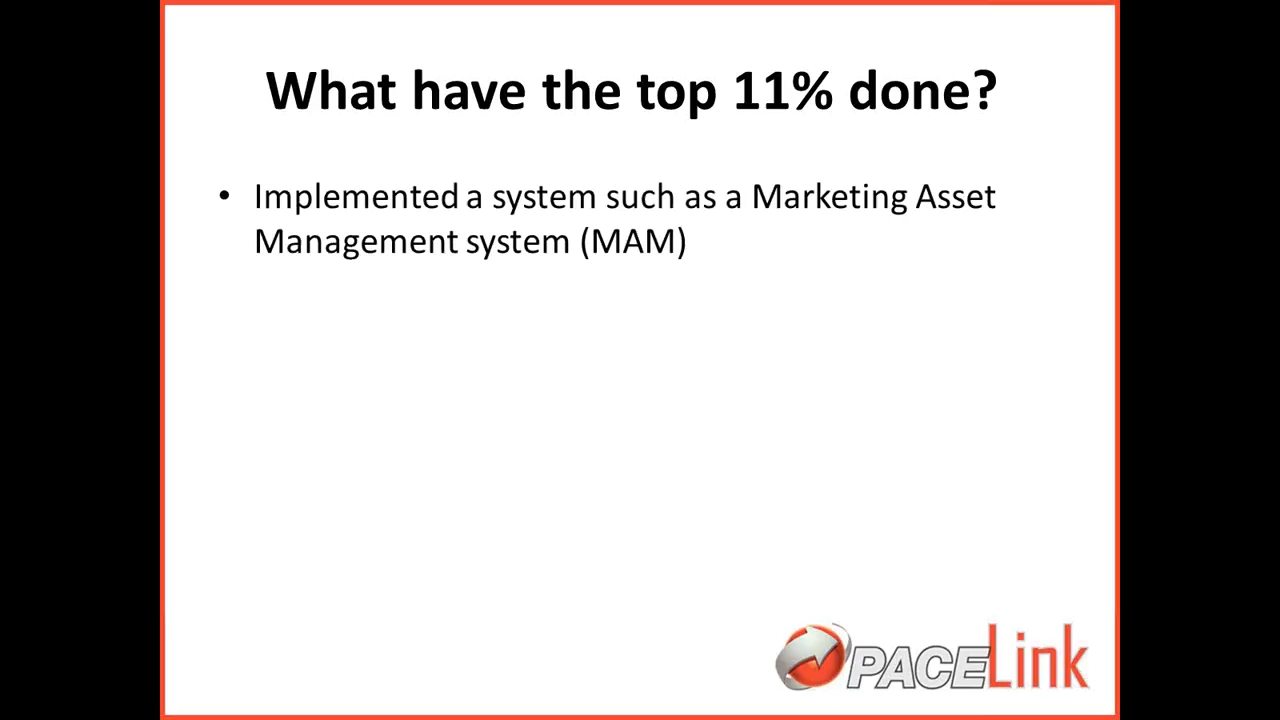 What have the top 11% done?
• Implemented a system such as a Marketing Asset
Management system (MAM)
PACELink